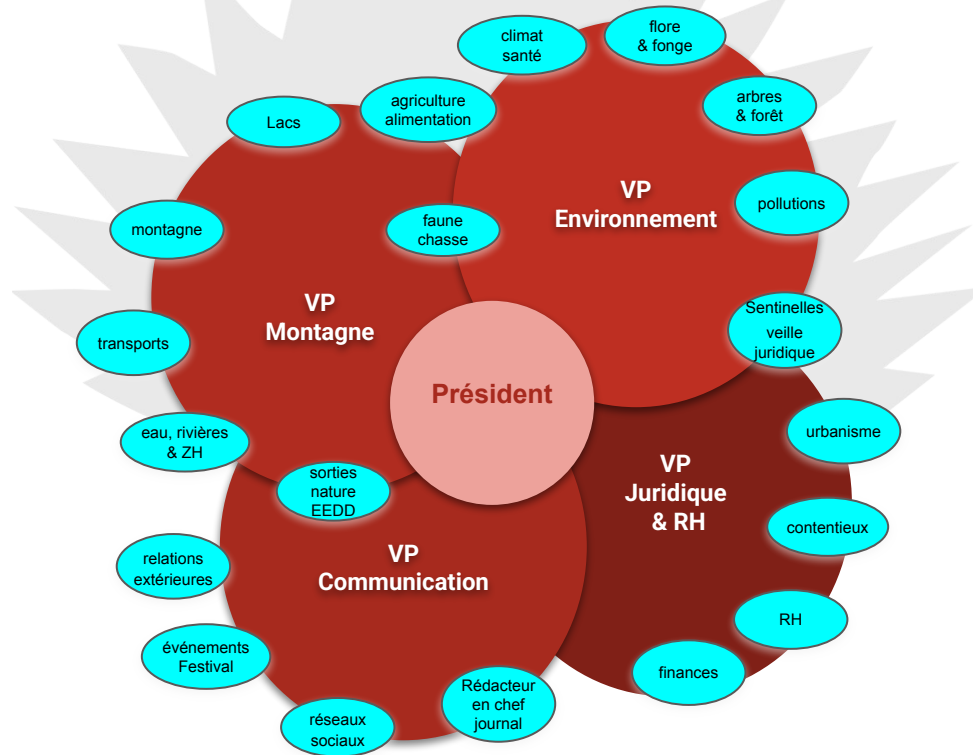 climat
santé
flore
& fonge
agriculture
alimentation
arbres
& forêt
Lacs
VP
Environnement
pollutions
montagne
faune
chasse
VP
Montagne
Sentinelles
veille
juridique
transports
Président
eau, rivières
& ZH
urbanisme
sorties
nature
EEDD
VP
Juridique
& RH
contentieux
relations
extérieures
VP
Communication
RH
événements
Festival
finances
Rédacteur
en chef
journal
réseaux
sociaux